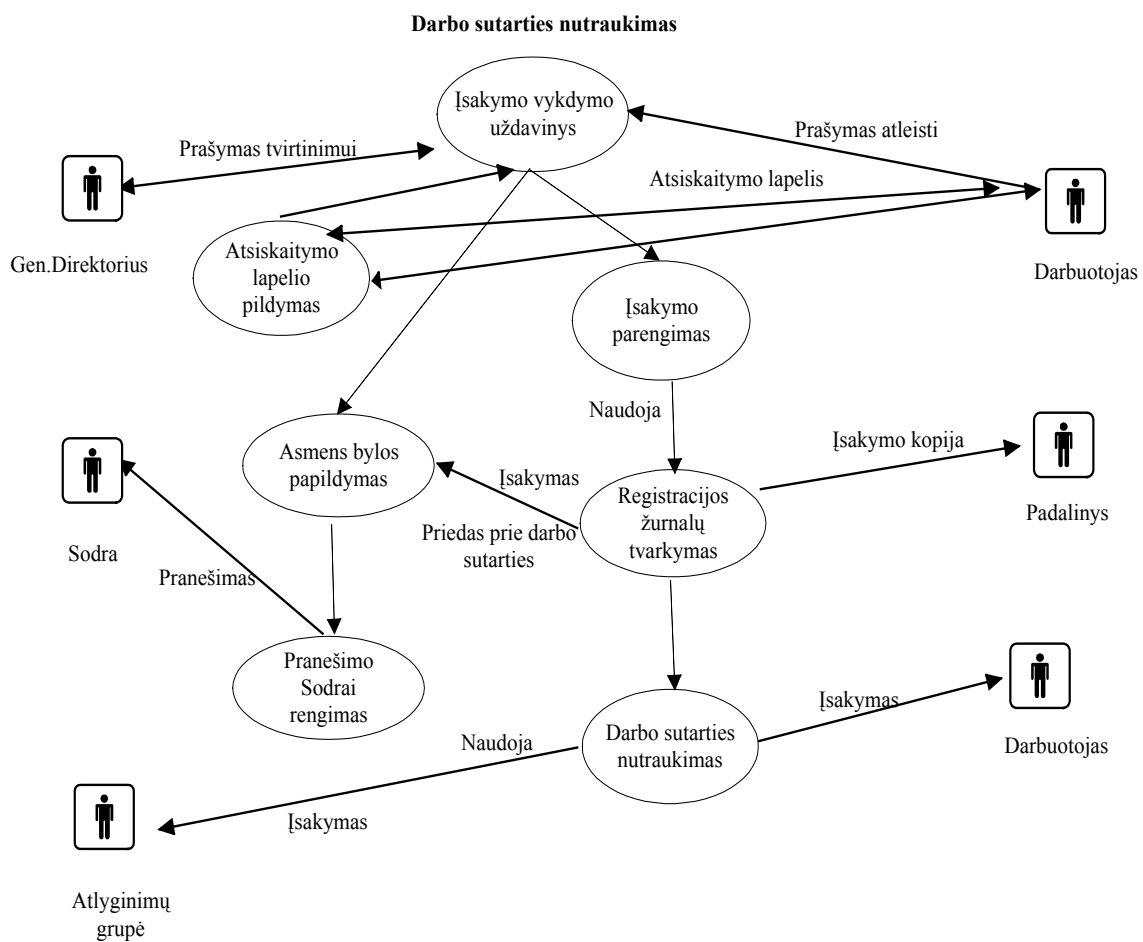 Darbo sutarties nutraukimas
Įsakymo vykdymo
uždavinys
Prašymas tvirtinimui
Prašymas atleisti
Atsiskaitymo lapelis
Gen.Direktorius
Atsiskaitymo
lapelio
pildymas
Darbuotojas
Įsakymo
parengimas
Naudoja
Asmens bylos
papildymas
Įsakymas
Įsakymo kopija
Registracijos
žurnalų
tvarkymas
Padalinys
Priedas prie darbo
sutarties
Sodra
Pranešimas
Pranešimo
Sodrai
rengimas
Įsakymas
Darbo sutarties
nutraukimas
Darbuotojas
Naudoja
Įsakymas
Atlyginimų
grupė